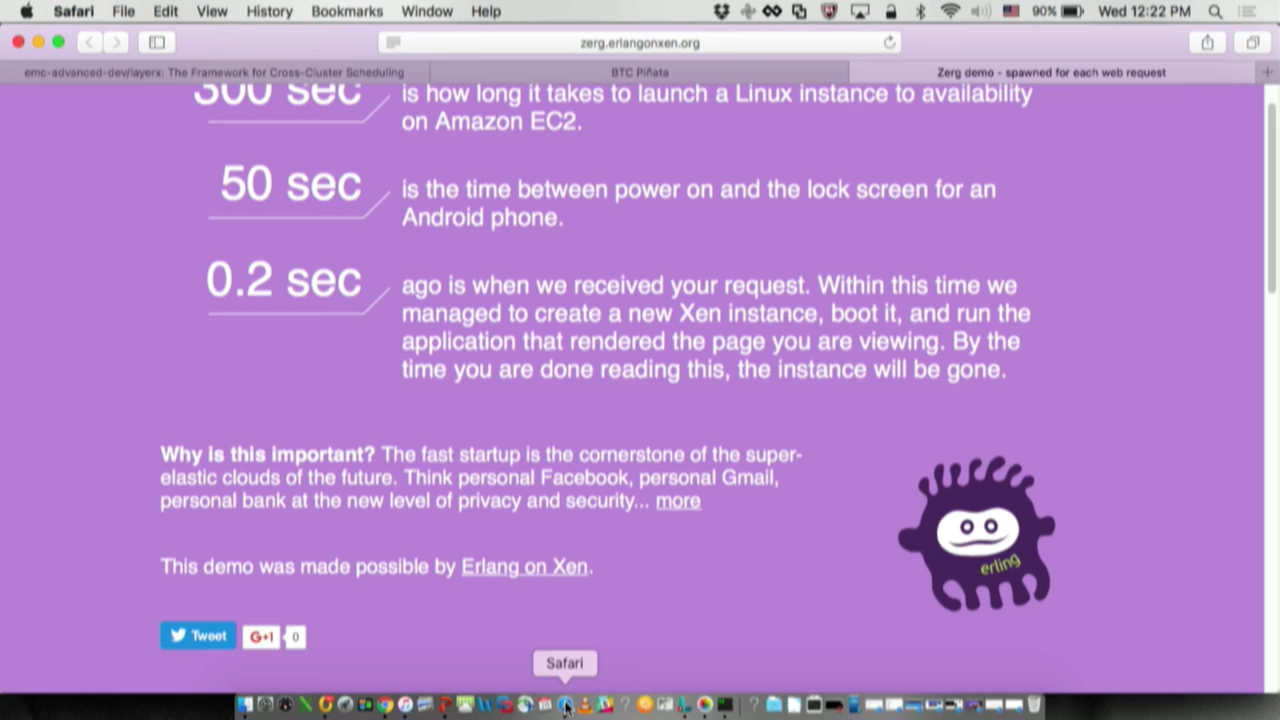 Safari File Edit View History Bookmarks Window Help 90% Wed 12:22 PM
zerg.erlangonxen.org
emc-advanced-dev/layerx: The Framework for Cross-Cluster Scheduling BTC Piñata Zerg demo - spawned for each web request
300 sec
is how long it takes to launch a Linux instance to availability
on Amazon EC2.
50 sec
is the time between power on and the lock screen for an
Android phone.
0.2 sec
ago is when we received your request. Within this time we
managed to create a new Xen instance, boot it, and run the
application that rendered the page you are viewing. By the
time you are done reading this, the instance will be gone.
Why is this important? The fast startup is the cornerstone of the super-
elastic clouds of the future. Think personal Facebook, personal Gmail,
personal bank at the new level of privacy and security... more
erling
This demo was made possible by Erlang on Xen.
Tweet G+1 0
Safari